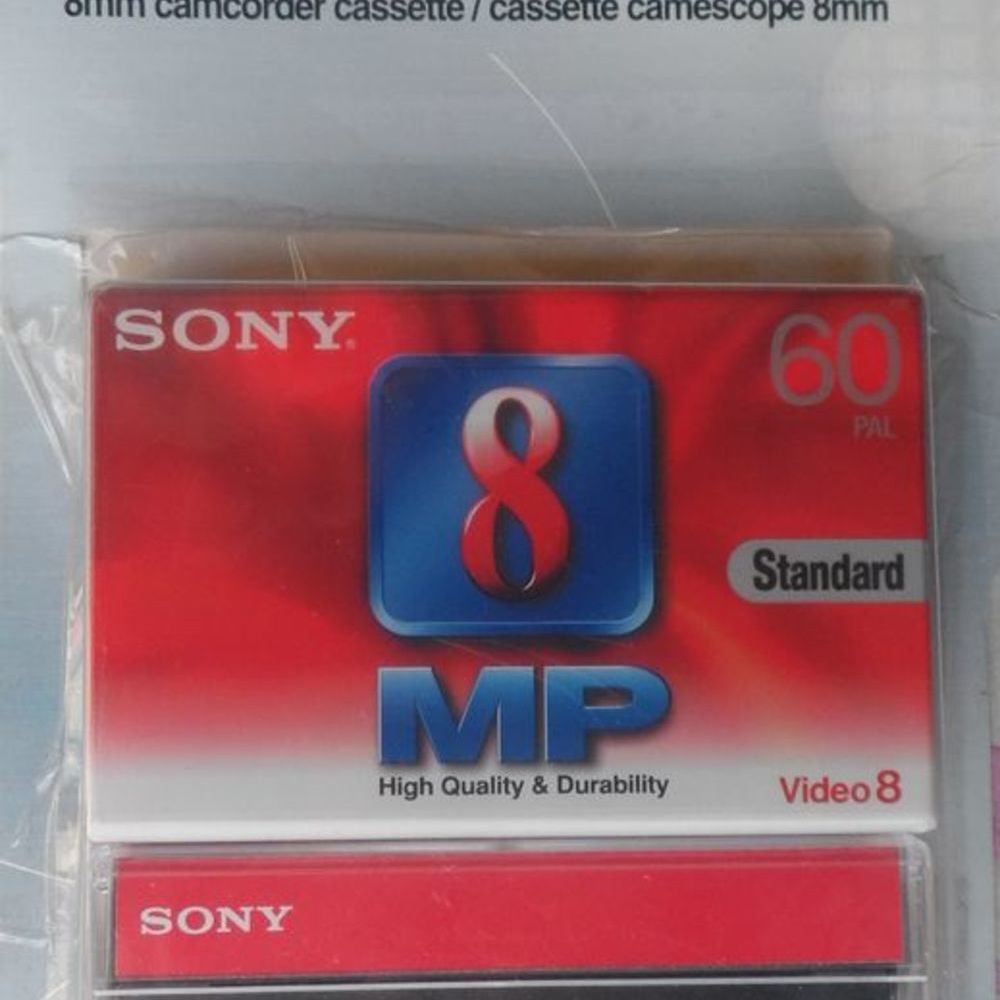 8mm camcorder cassette / cassette camescope 8mm
SONY
60
PAL
8
Standard
MP
High Quality & Durability
Video 8
SONY